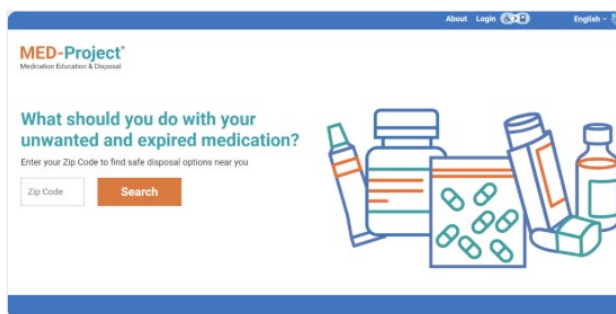 About Login English
MED-Project®
Medication Education & Disposal
What should you do with your
unwanted and expired medication?
Enter your Zip Code to find safe disposal options near you
Zip Code Search